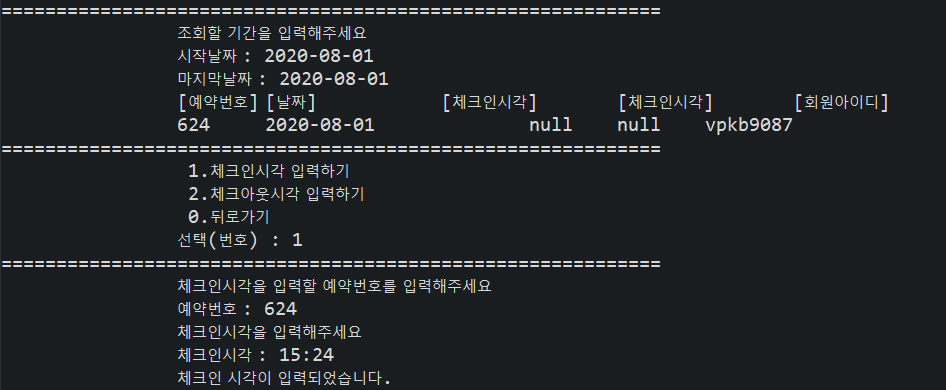 ============================================================
조회할 기간을 입력해주세요
시작날짜 : 2020-08-01
마지막날짜 : 2020-08-01
[예약번호] [날짜] [체크인시각] [체크인시각] [회원아이디]
624 2020-08-01 null null vpkb9087
============================================================
1.체크인시각 입력하기
2.체크아웃시각 입력하기
0.뒤로가기
선택(번호) : 1
============================================================
체크인시각을 입력할 예약번호를 입력해주세요
예약번호 : 624
체크인시각을 입력해주세요
체크인시각 : 15:24
체크인 시각이 입력되었습니다.